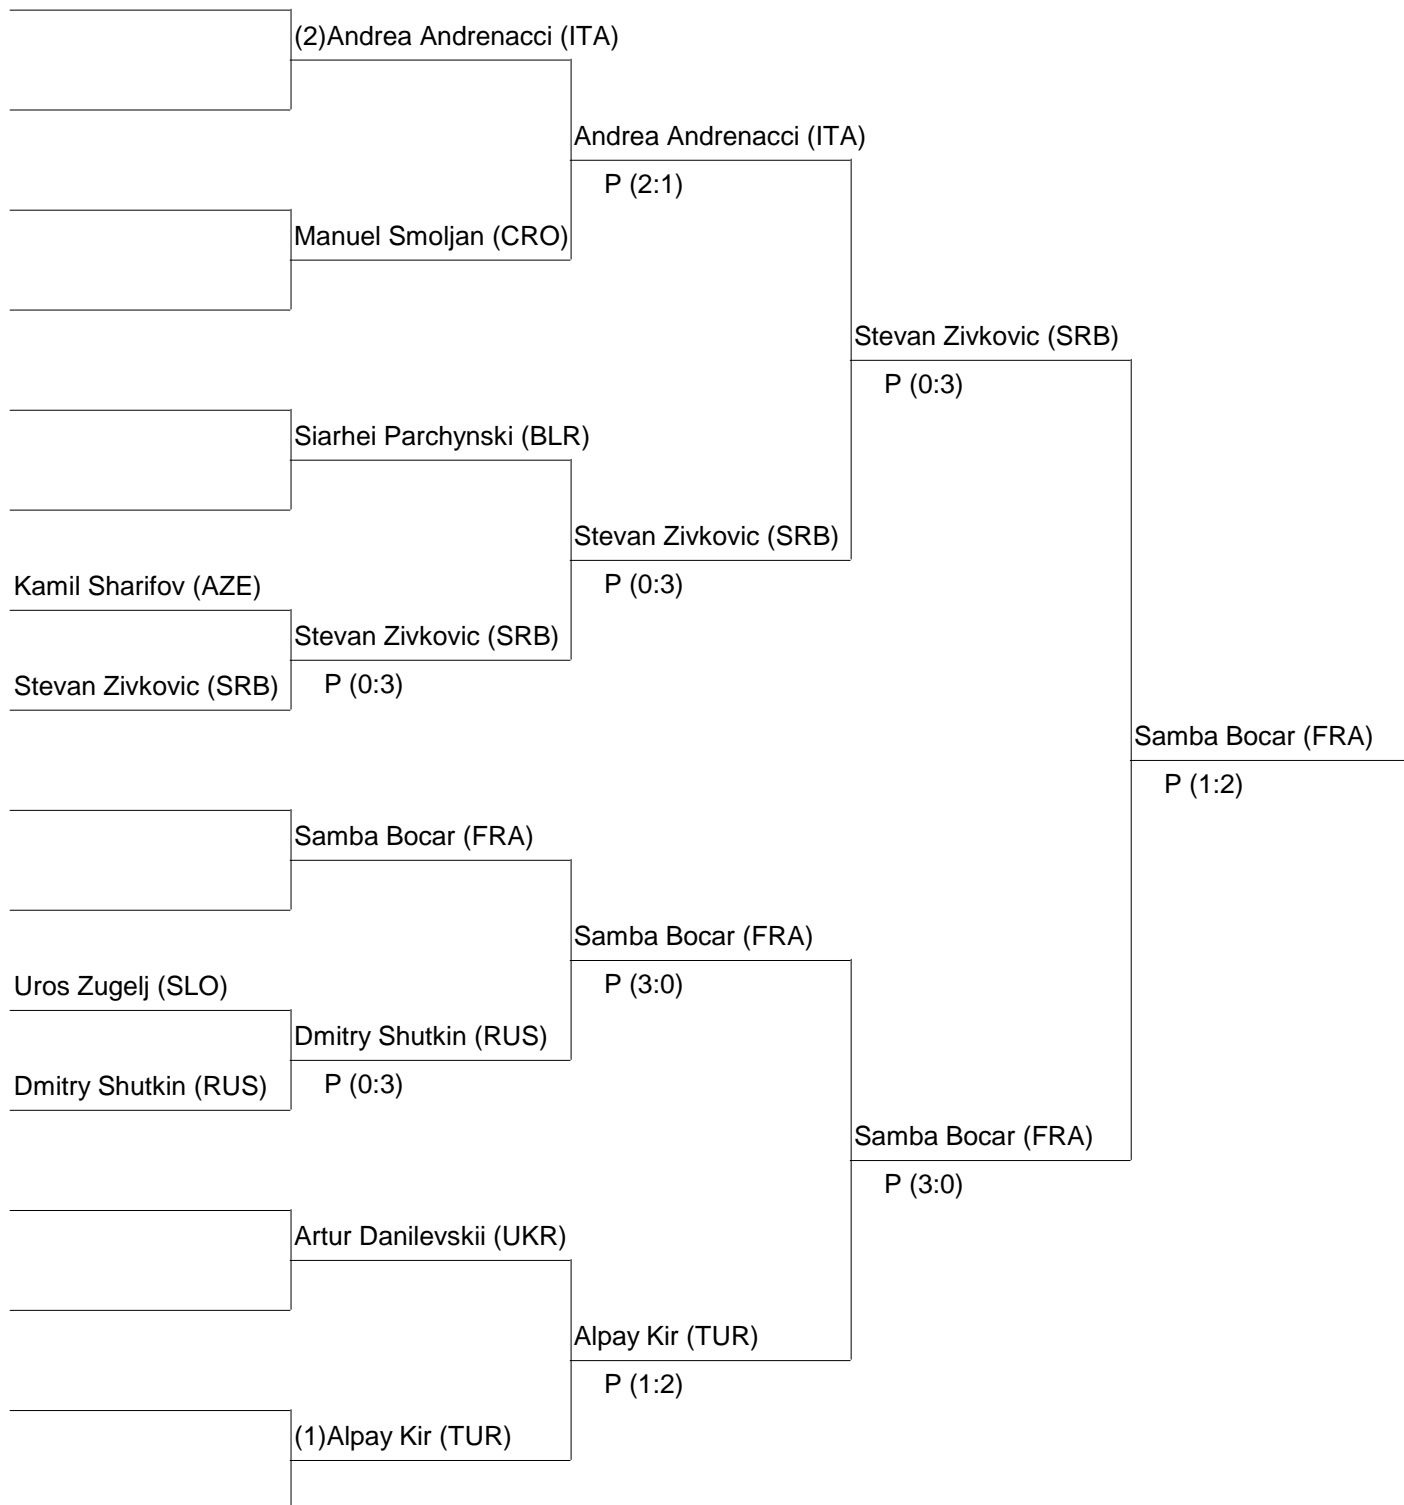 (2)Andrea Andrenacci (ITA)
Andrea Andrenacci (ITA)
P (2:1)
Manuel Smoljan (CRO)
Stevan Zivkovic (SRB)
P (0:3)
Siarhei Parchynski (BLR)
Stevan Zivkovic (SRB)
P (0:3)
Kamil Sharifov (AZE)
Stevan Zivkovic (SRB)
P (0:3)
Stevan Zivkovic (SRB)
Samba Bocar (FRA)
P (1:2)
Samba Bocar (FRA)
Samba Bocar (FRA)
P (3:0)
Uros Zugelj (SLO)
Dmitry Shutkin (RUS)
P (0:3)
Dmitry Shutkin (RUS)
Samba Bocar (FRA)
P (3:0)
Artur Danilevskii (UKR)
Alpay Kir (TUR)
P (1:2)
(1)Alpay Kir (TUR)